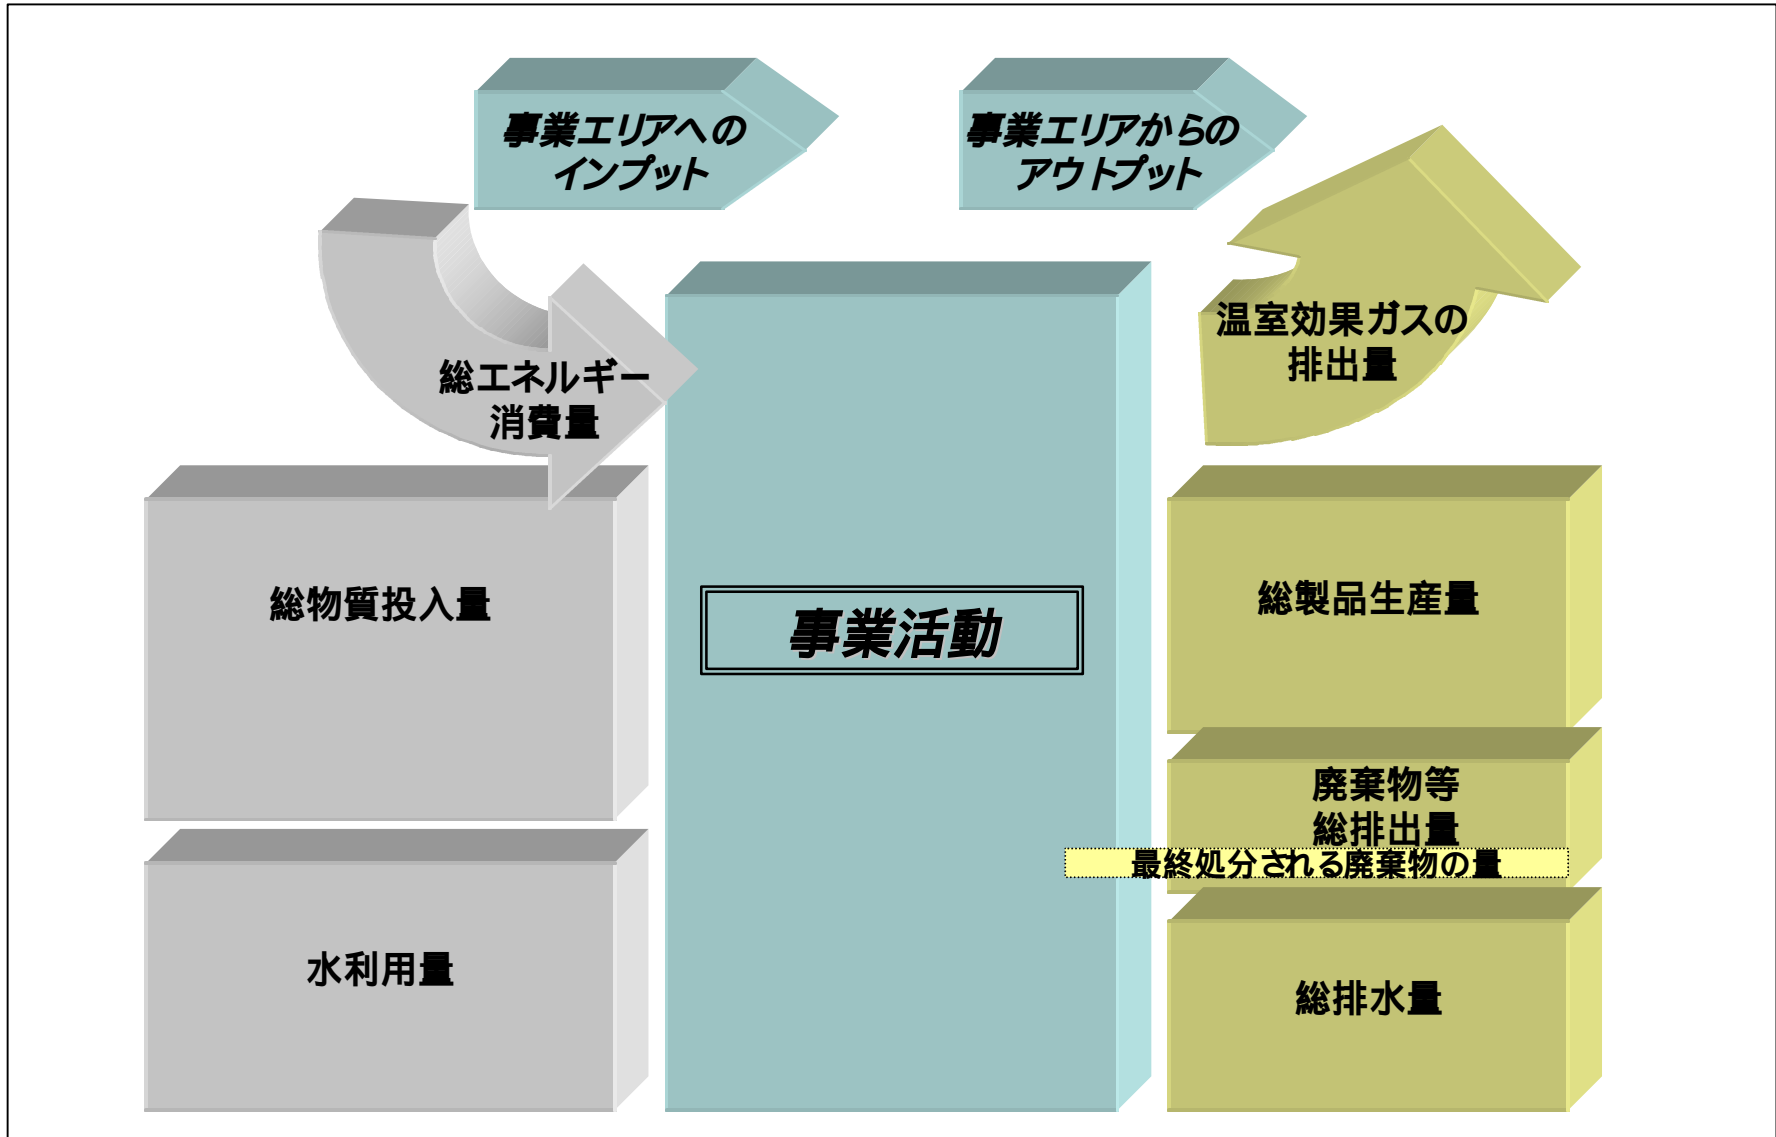 事業エリアへの
インプット
事業エリアからの
アウトプット
総エネルギー
消費量
温室効果ガスの
排出量
総物質投入量
事業活動
総製品生産量
廃棄物等
総排出量
最終処分される廃棄物の量
水利用量
総排水量